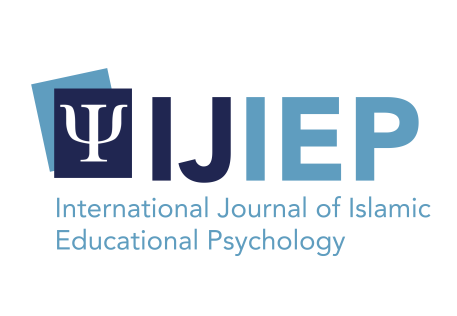 Ψ IJIEP
International Journal of Islamic
Educational Psychology